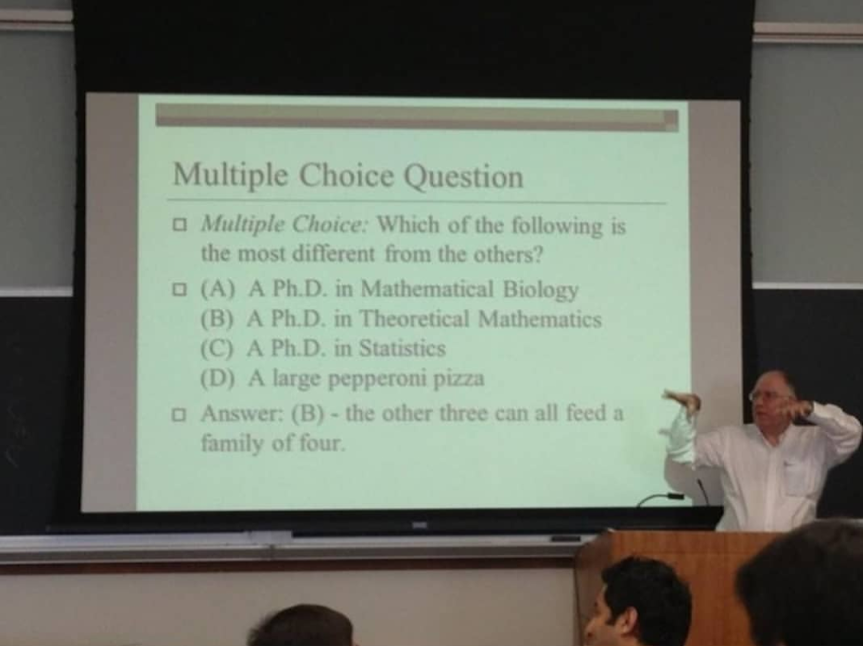 Multiple Choice Question
Multiple Choice: Which of the following is
the most different from the others?
(A) A Ph.D. in Mathematical Biology
(B) A Ph.D. in Theoretical Mathematics
(C) A Ph.D. in Statistics
(D) A large pepperoni pizza
Answer: (B) - the other three can all feed a
family of four.